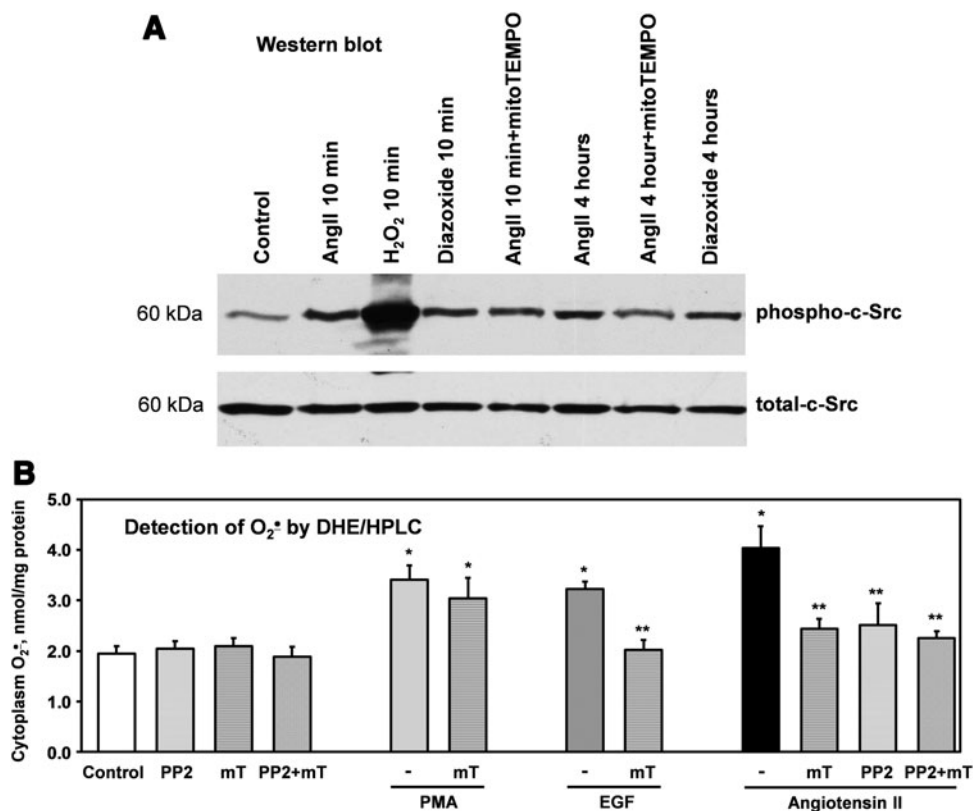 A
Western blot
Control
AngII 10 min
H₂O₂ 10 min
Diazoxide 10 min
AngII 10 min+mitoTEMPO
AngII 4 hours
AngII 4 hour+mitoTEMPO
Diazoxide 4 hours
60 kDa
phospho-c-Src
60 kDa
total-c-Src
B
Detection of O₂•̲ by DHE/HPLC
Cytoplasm O₂•̲, nmol/mg protein
5.0
4.0
3.0
2.0
1.0
0.0
* * * ** * ** ** **
Control PP2 mT PP2+mT - mT - mT - mT PP2 PP2+mT
PMA EGF Angiotensin II